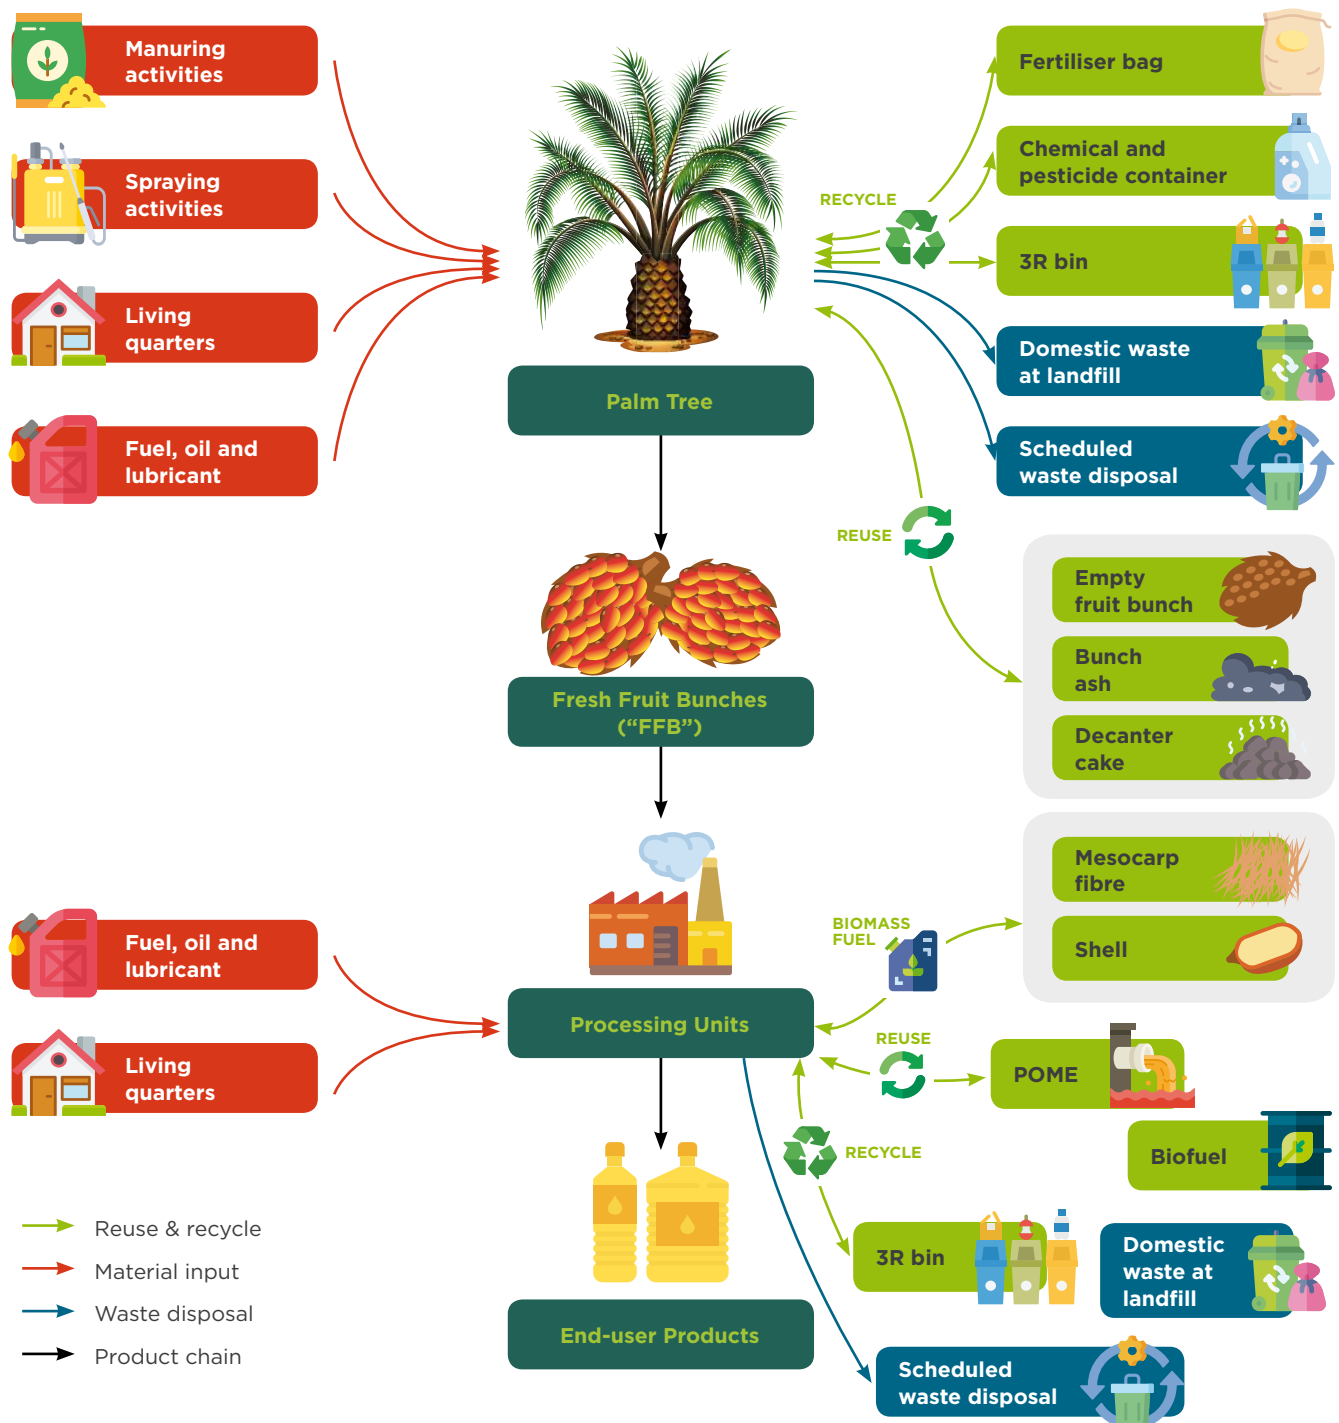 Manuring
activities
Spraying
activities
Living
quarters
Fuel, oil and
lubricant
Palm Tree
RECYCLE
Fertiliser bag
Chemical and
pesticide container
3R bin
Domestic waste
at landfill
Scheduled
waste disposal
REUSE
Empty
fruit bunch
Bunch
ash
Decanter
cake
Fresh Fruit Bunches
(“FFB”)
Mesocarp
fibre
Shell
BIOMASS
FUEL
Fuel, oil and
lubricant
Living
quarters
Processing Units
REUSE
POME
Biofuel
RECYCLE
3R bin
Domestic
waste at
landfill
Scheduled
waste disposal
End-user Products
Reuse & recycle
Material input
Waste disposal
Product chain